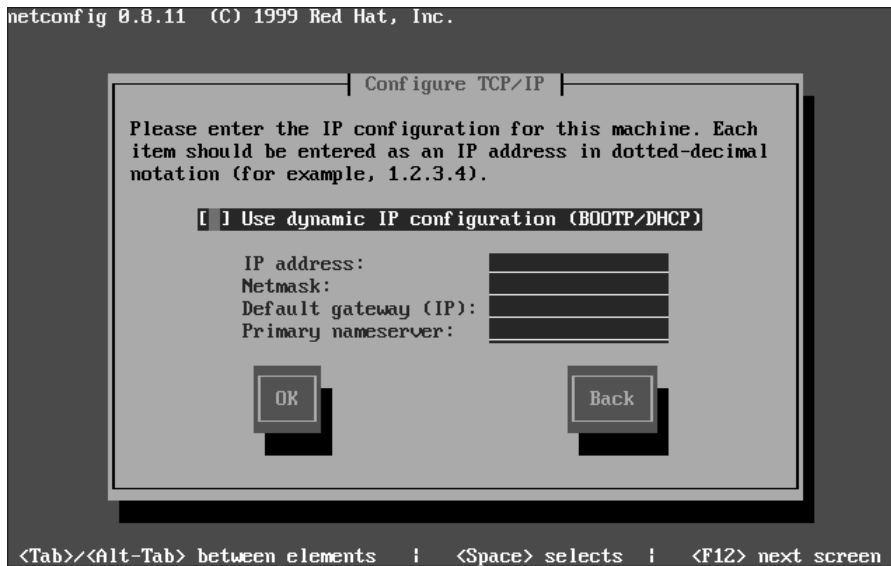 netconfig 0.8.11 (C) 1999 Red Hat, Inc.
Configure TCP/IP
Please enter the IP configuration for this machine. Each
item should be entered as an IP address in dotted-decimal
notation (for example, 1.2.3.4).
[ ] Use dynamic IP configuration (BOOTP/DHCP)
IP address:
Netmask:
Default gateway (IP):
Primary nameserver:
OK Back
<Tab>/<Alt-Tab> between elements | <Space> selects | <F12> next screen